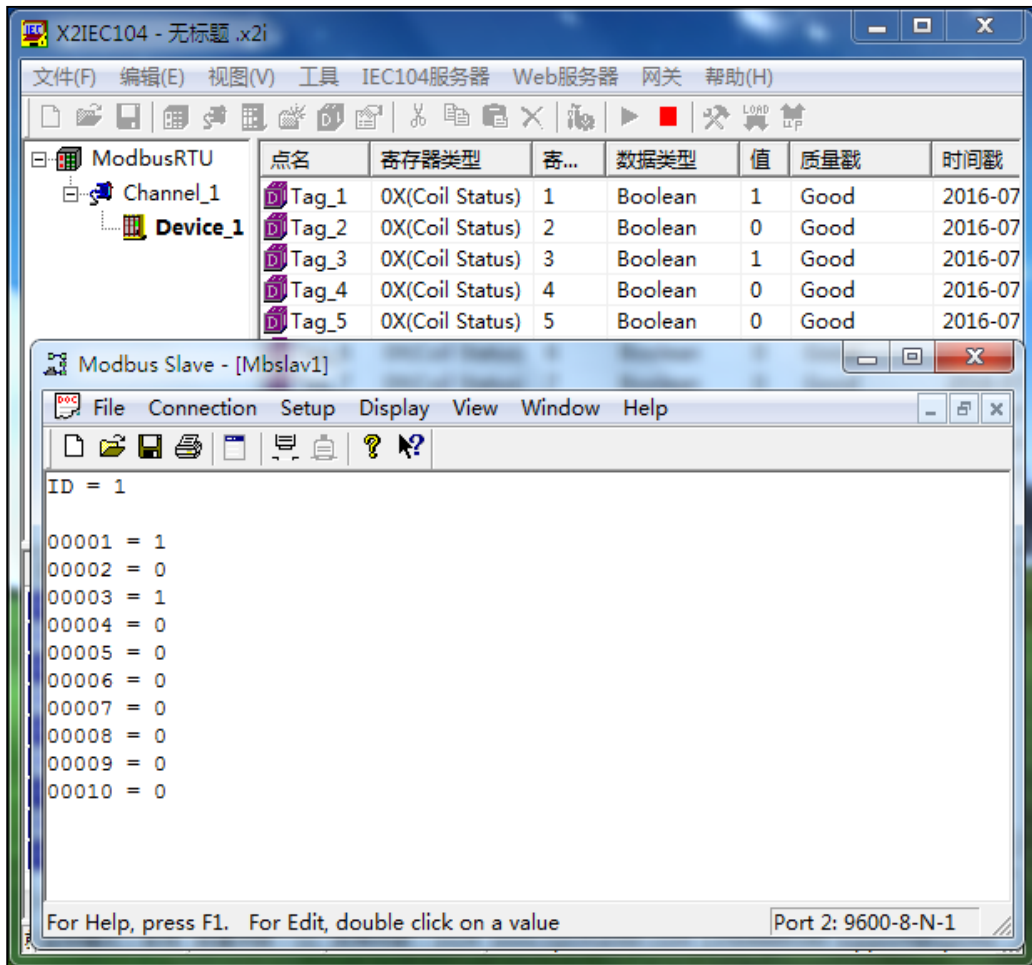 X2IEC104 - 无标题 .x2i
文件(F) 编辑(E) 视图(V) 工具 IEC104服务器 Web服务器 网关 帮助(H)
ModbusRTU
Channel_1
Device_1
点名 寄存器类型 寄... 数据类型 值 质量戳 时间戳
Tag_1 0X(Coil Status) 1 Boolean 1 Good 2016-07
Tag_2 0X(Coil Status) 2 Boolean 0 Good 2016-07
Tag_3 0X(Coil Status) 3 Boolean 1 Good 2016-07
Tag_4 0X(Coil Status) 4 Boolean 0 Good 2016-07
Tag_5 0X(Coil Status) 5 Boolean 0 Good 2016-07
Modbus Slave - [Mbslav1]
File Connection Setup Display View Window Help
ID = 1
00001 = 1
00002 = 0
00003 = 1
00004 = 0
00005 = 0
00006 = 0
00007 = 0
00008 = 0
00009 = 0
00010 = 0
For Help, press F1. For Edit, double click on a value
Port 2: 9600-8-N-1